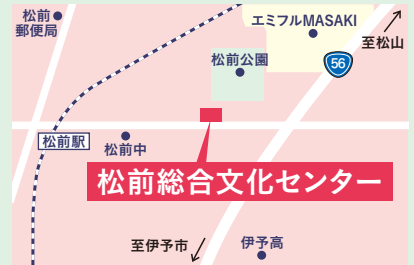 松前
郵便局
エミフルMASAKI
至松山
56
松前公園
松前駅
松前中
松前総合文化センター
至伊予市
伊予高